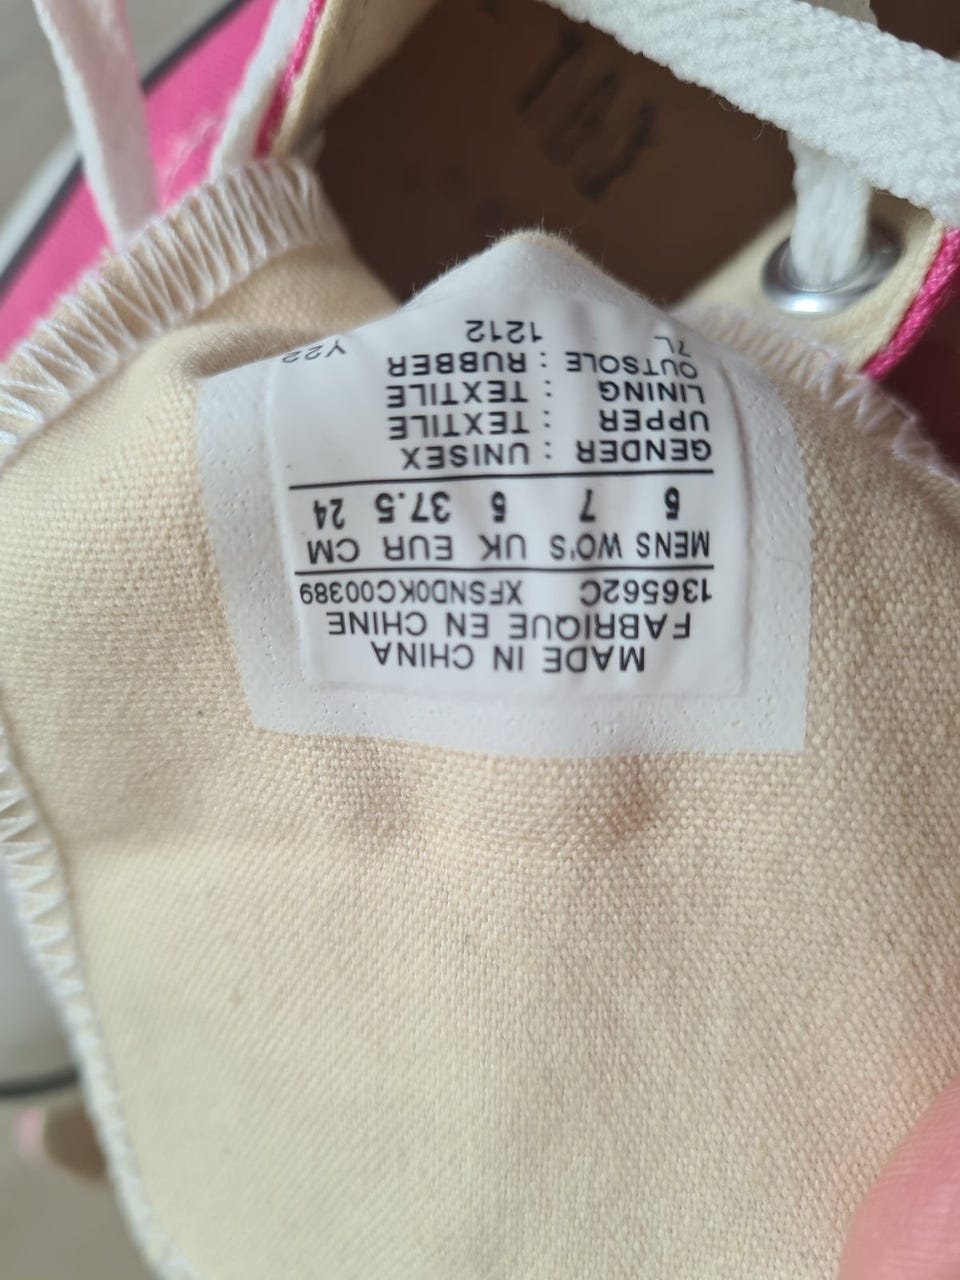 MADE IN CHINA
FABRIQUE EN CHINE
136562C XFSND0KC00389
MENS WO'S UK EUR CM
5 7 5 37.5 24
GENDER : UNISEX
UPPER : TEXTILE
LINING : TEXTILE
OUTSOLE : RUBBER
7L 1212 Y22